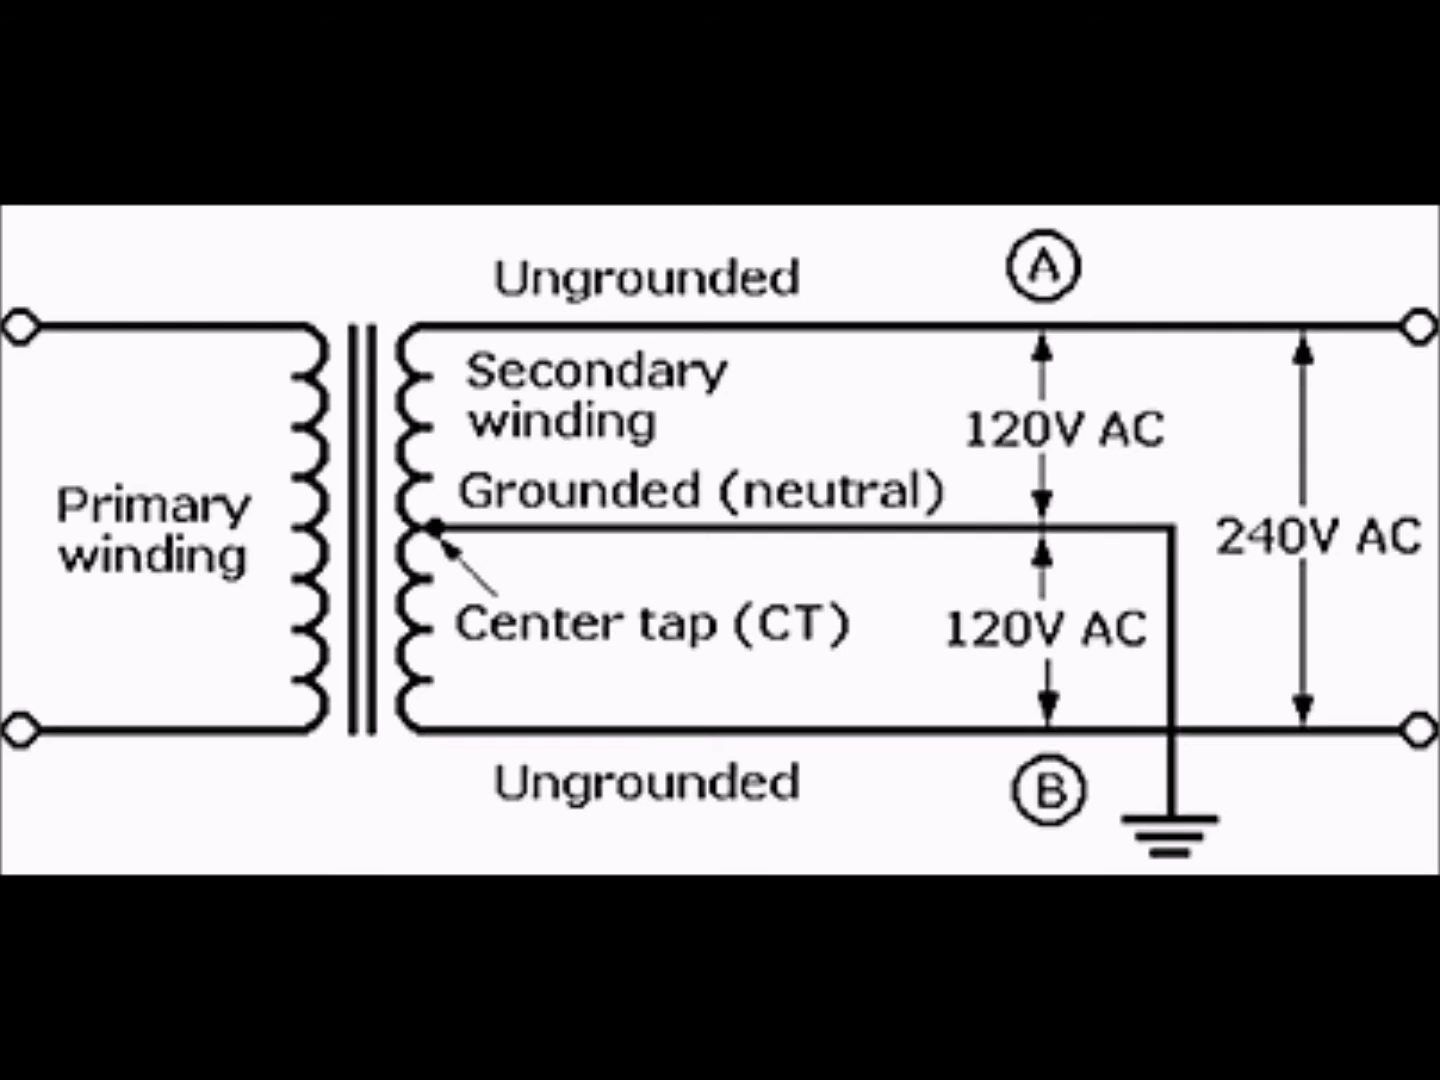 Ungrounded
A
Secondary
winding
120V AC
Grounded (neutral)
Primary
winding
240V AC
Center tap (CT)
120V AC
Ungrounded
B